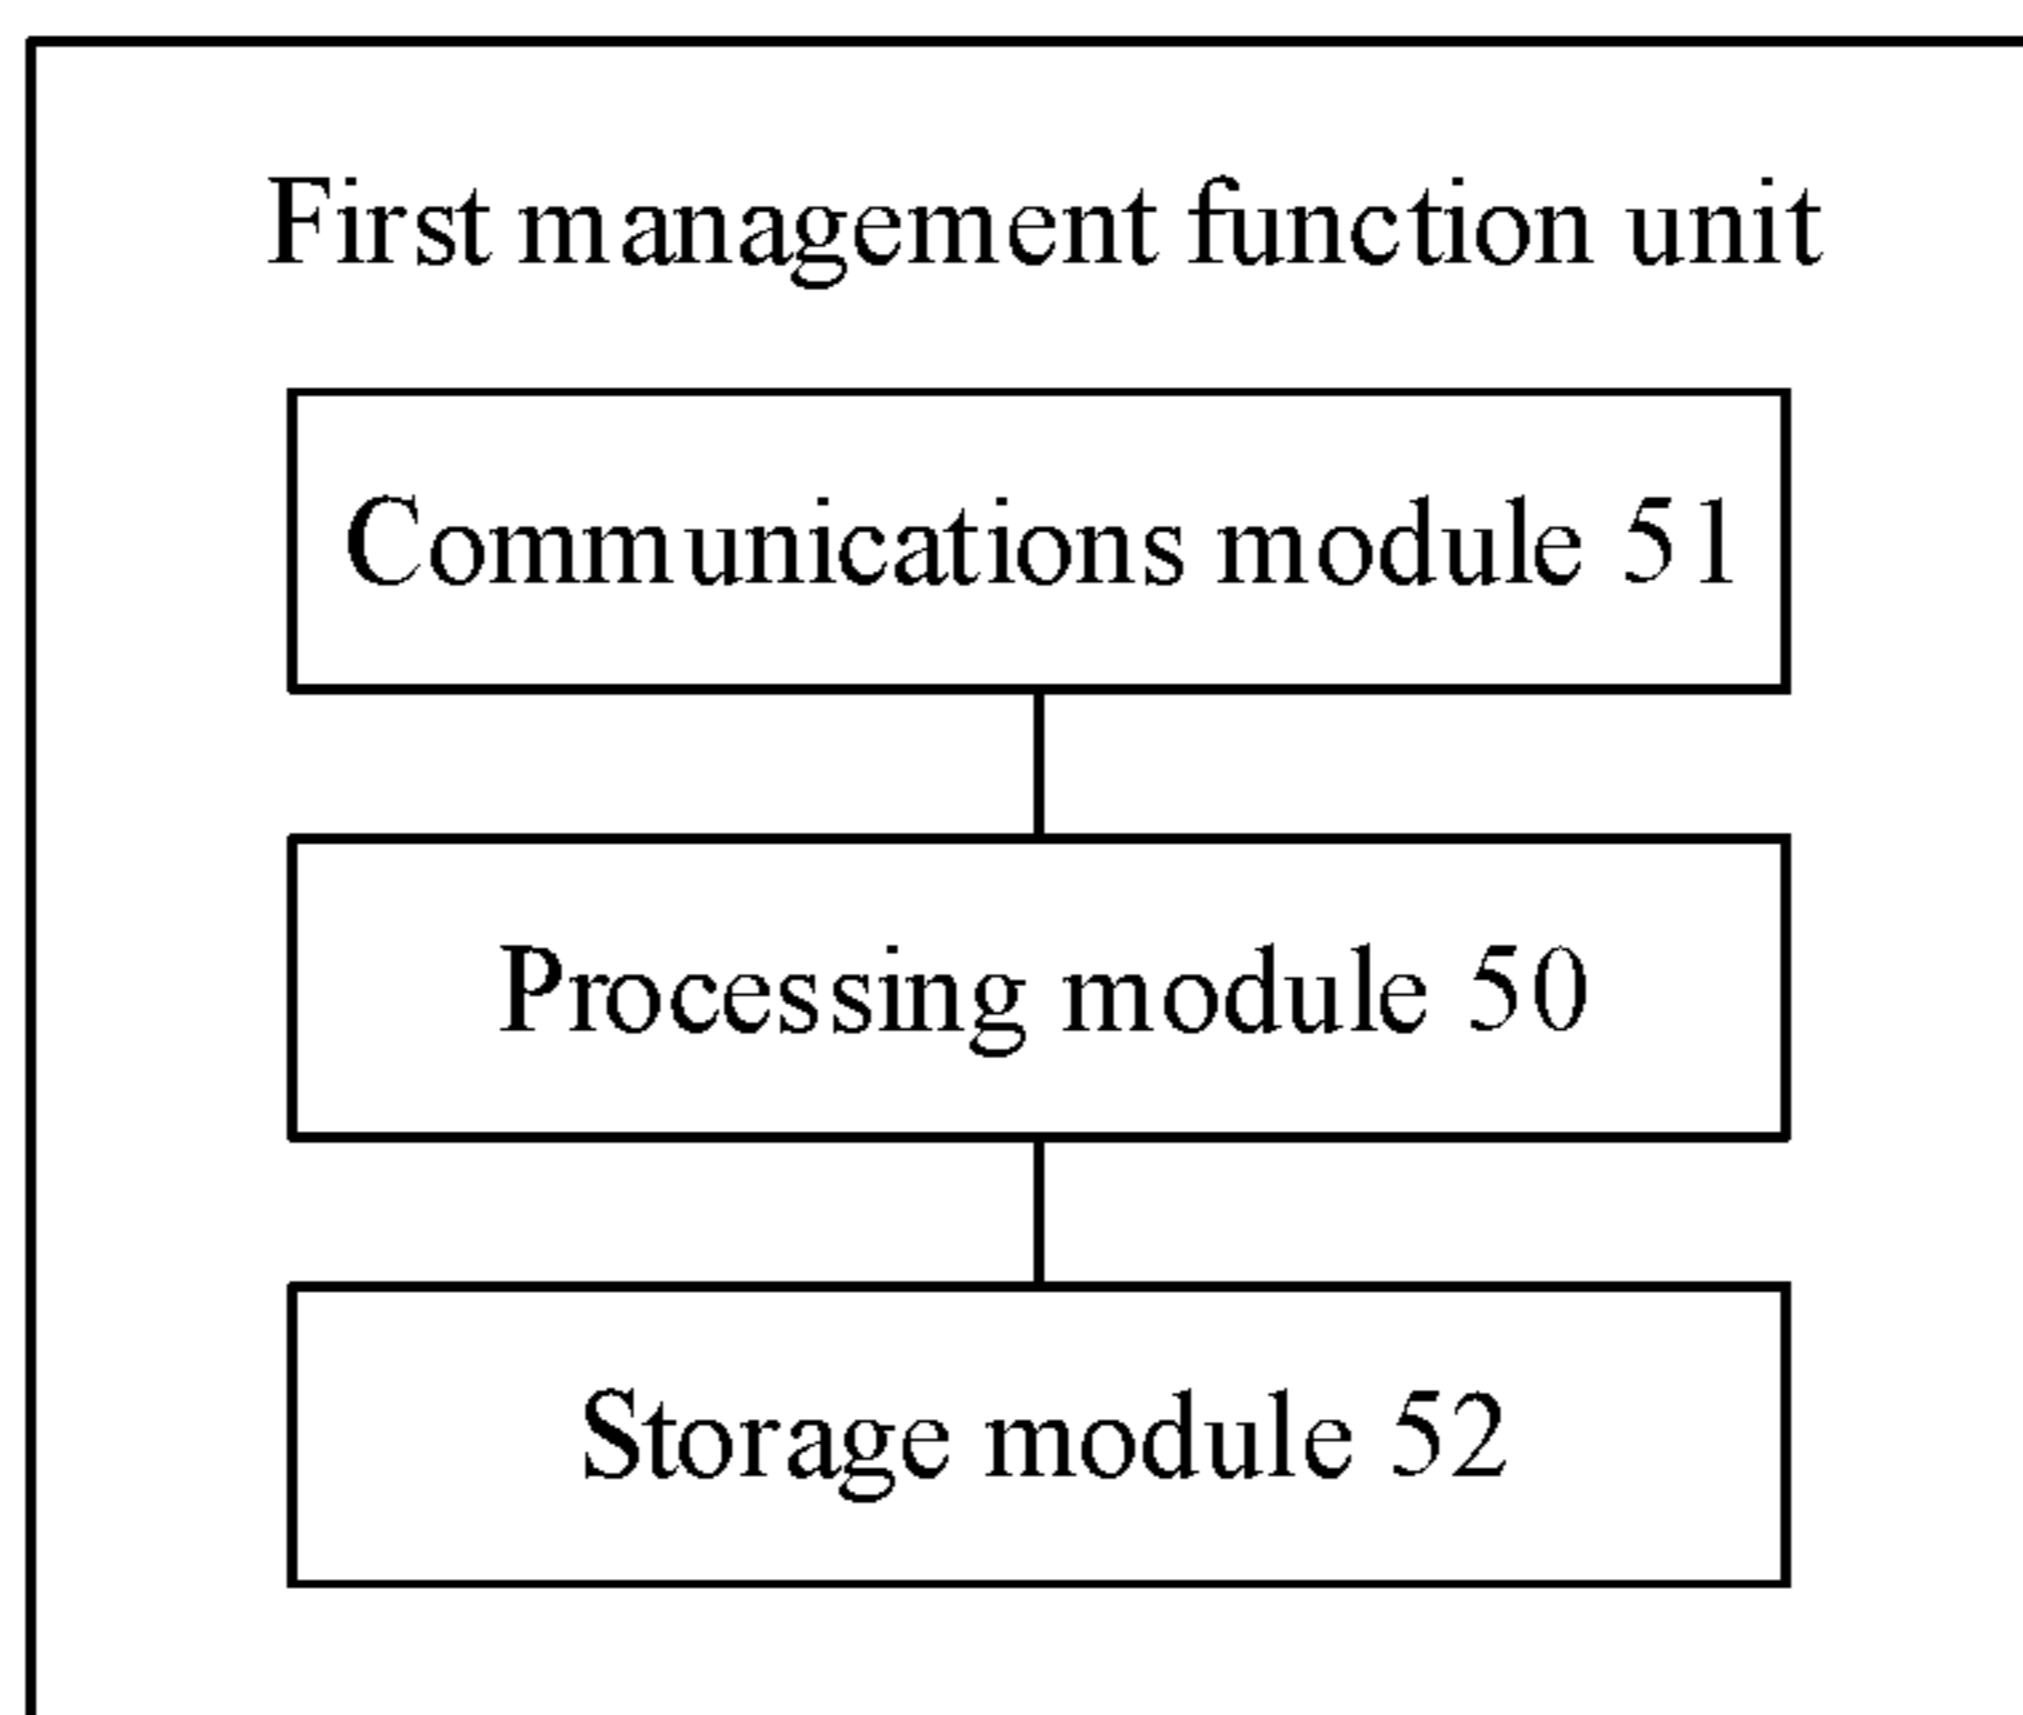 First management function unit
Communications module 51
Processing module 50
Storage module 52